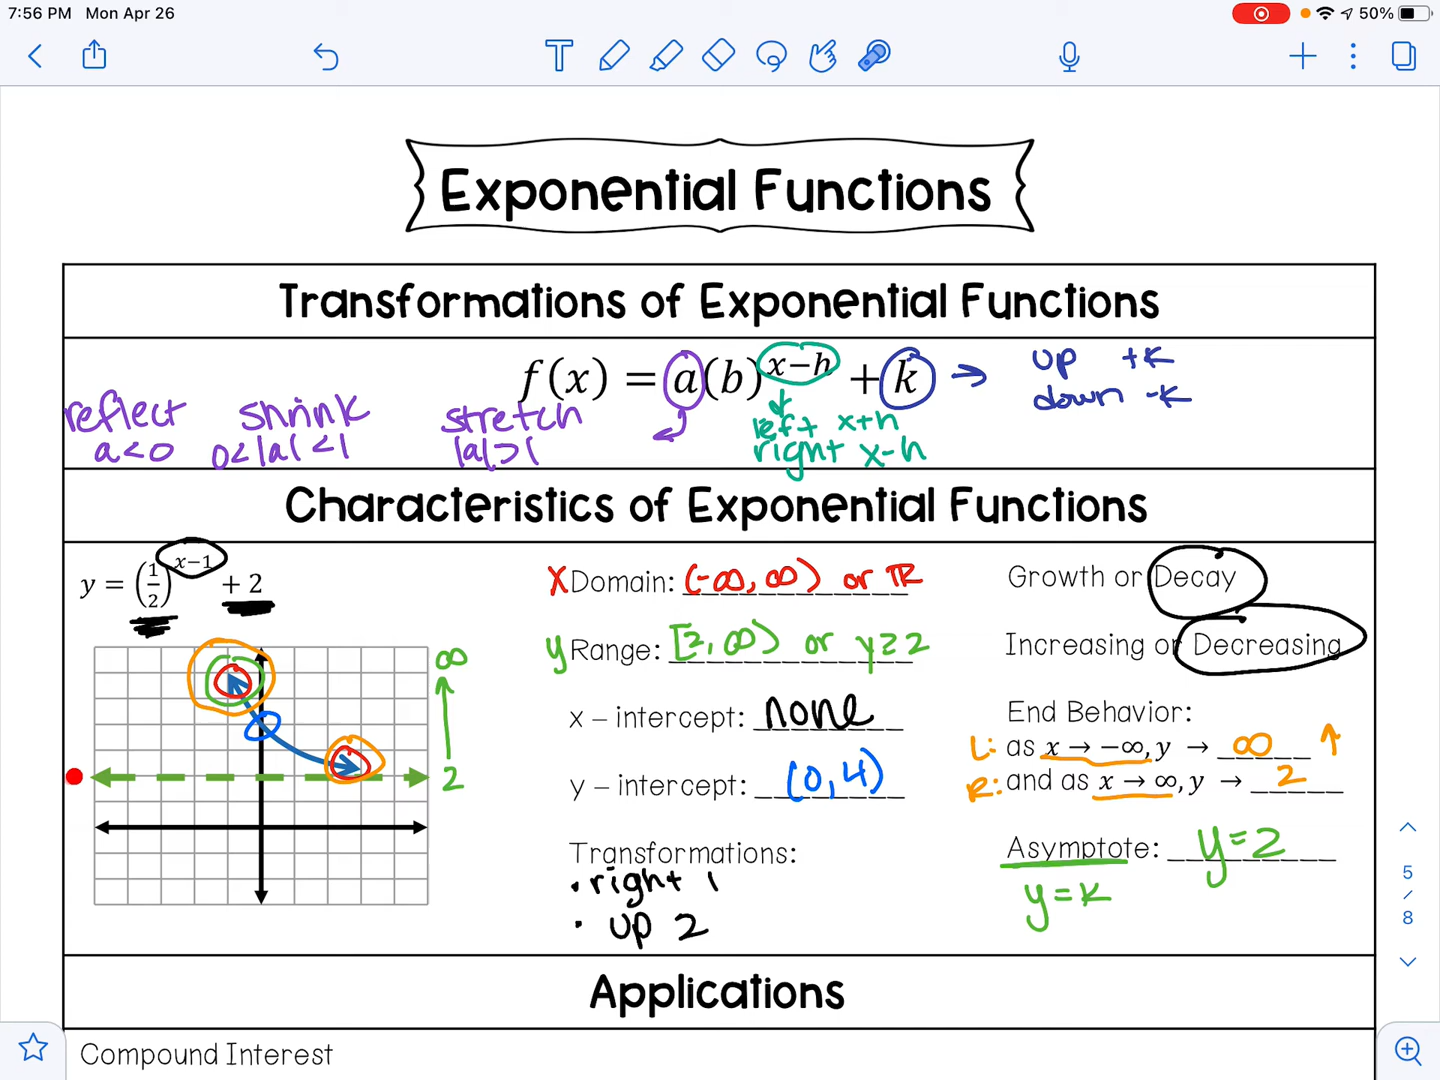 7:56 PM Mon Apr 26
50%
T
Exponential Functions
Transformations of Exponential Functions
f(x) = a(b)^{x-h} + k → up +k
down -k
reflect shrink stretch left x+h
a<0 0<|a|<1 |a|>1 right x-h
Characteristics of Exponential Functions
y = (1/2)^{x-1} + 2
∞
2
X Domain: (-∞, ∞) or ℝ
y Range: [2, ∞) or y≥2
x – intercept: none
y – intercept: (0,4)
Transformations:
• right 1
• up 2
Growth or Decay
Increasing or Decreasing
End Behavior:
L: as x → −∞, y → ∞ ↑
R: and as x → ∞, y → 2
Asymptote: y=2
y=k
5
/
8
Applications
Compound Interest